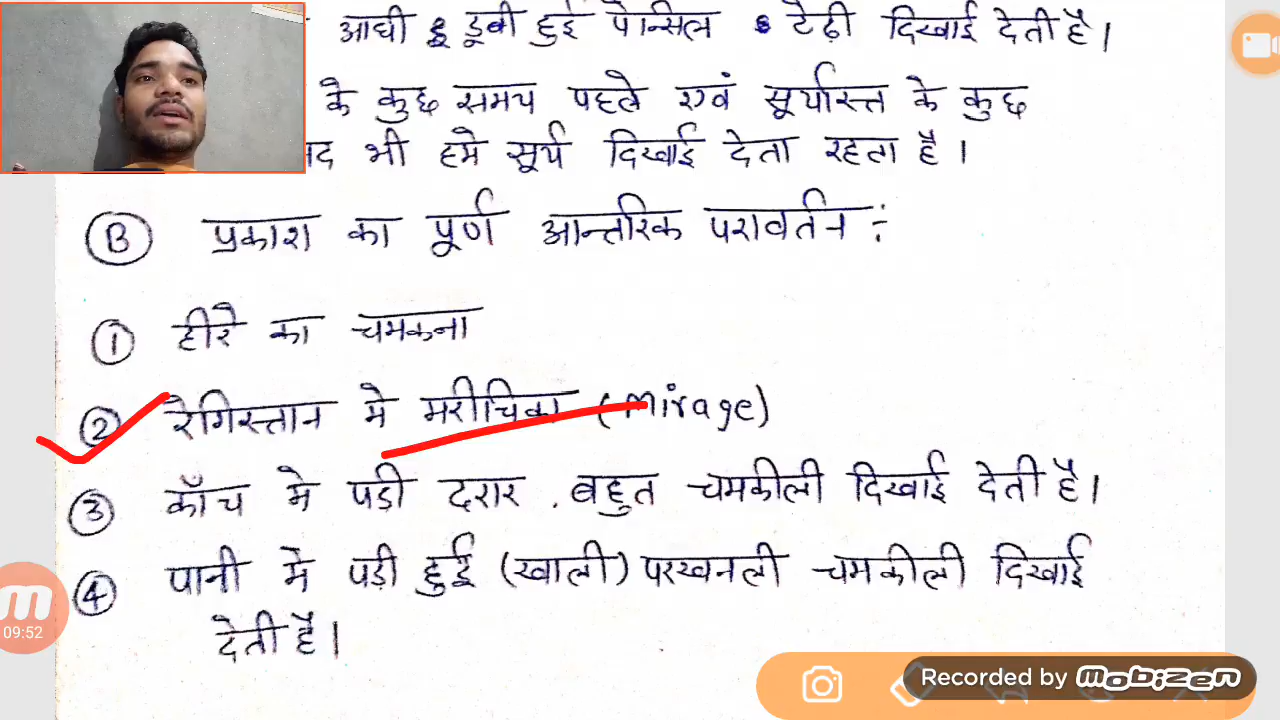 आधी डूबी हुई पेन्सिल टेढ़ी दिखाई देती है।
के कुछ समय पहले एवं सूर्यास्त के कुछ
भी हमे सूर्य दिखाई देता रहता है।
Ⓑ प्रकाश का पूर्ण आन्तरिक परावर्तन÷
① हीरे का चमकना
② रेगिस्तान मे मरीचिका (mirage)
③ काँच मे पड़ी दरार . बहुत चमकीली दिखाई देती है।
④ पानी मे पड़ी हुई (खाली) परखनली चमकीली दिखाई
देती है।
09:52
Recorded by mobizen